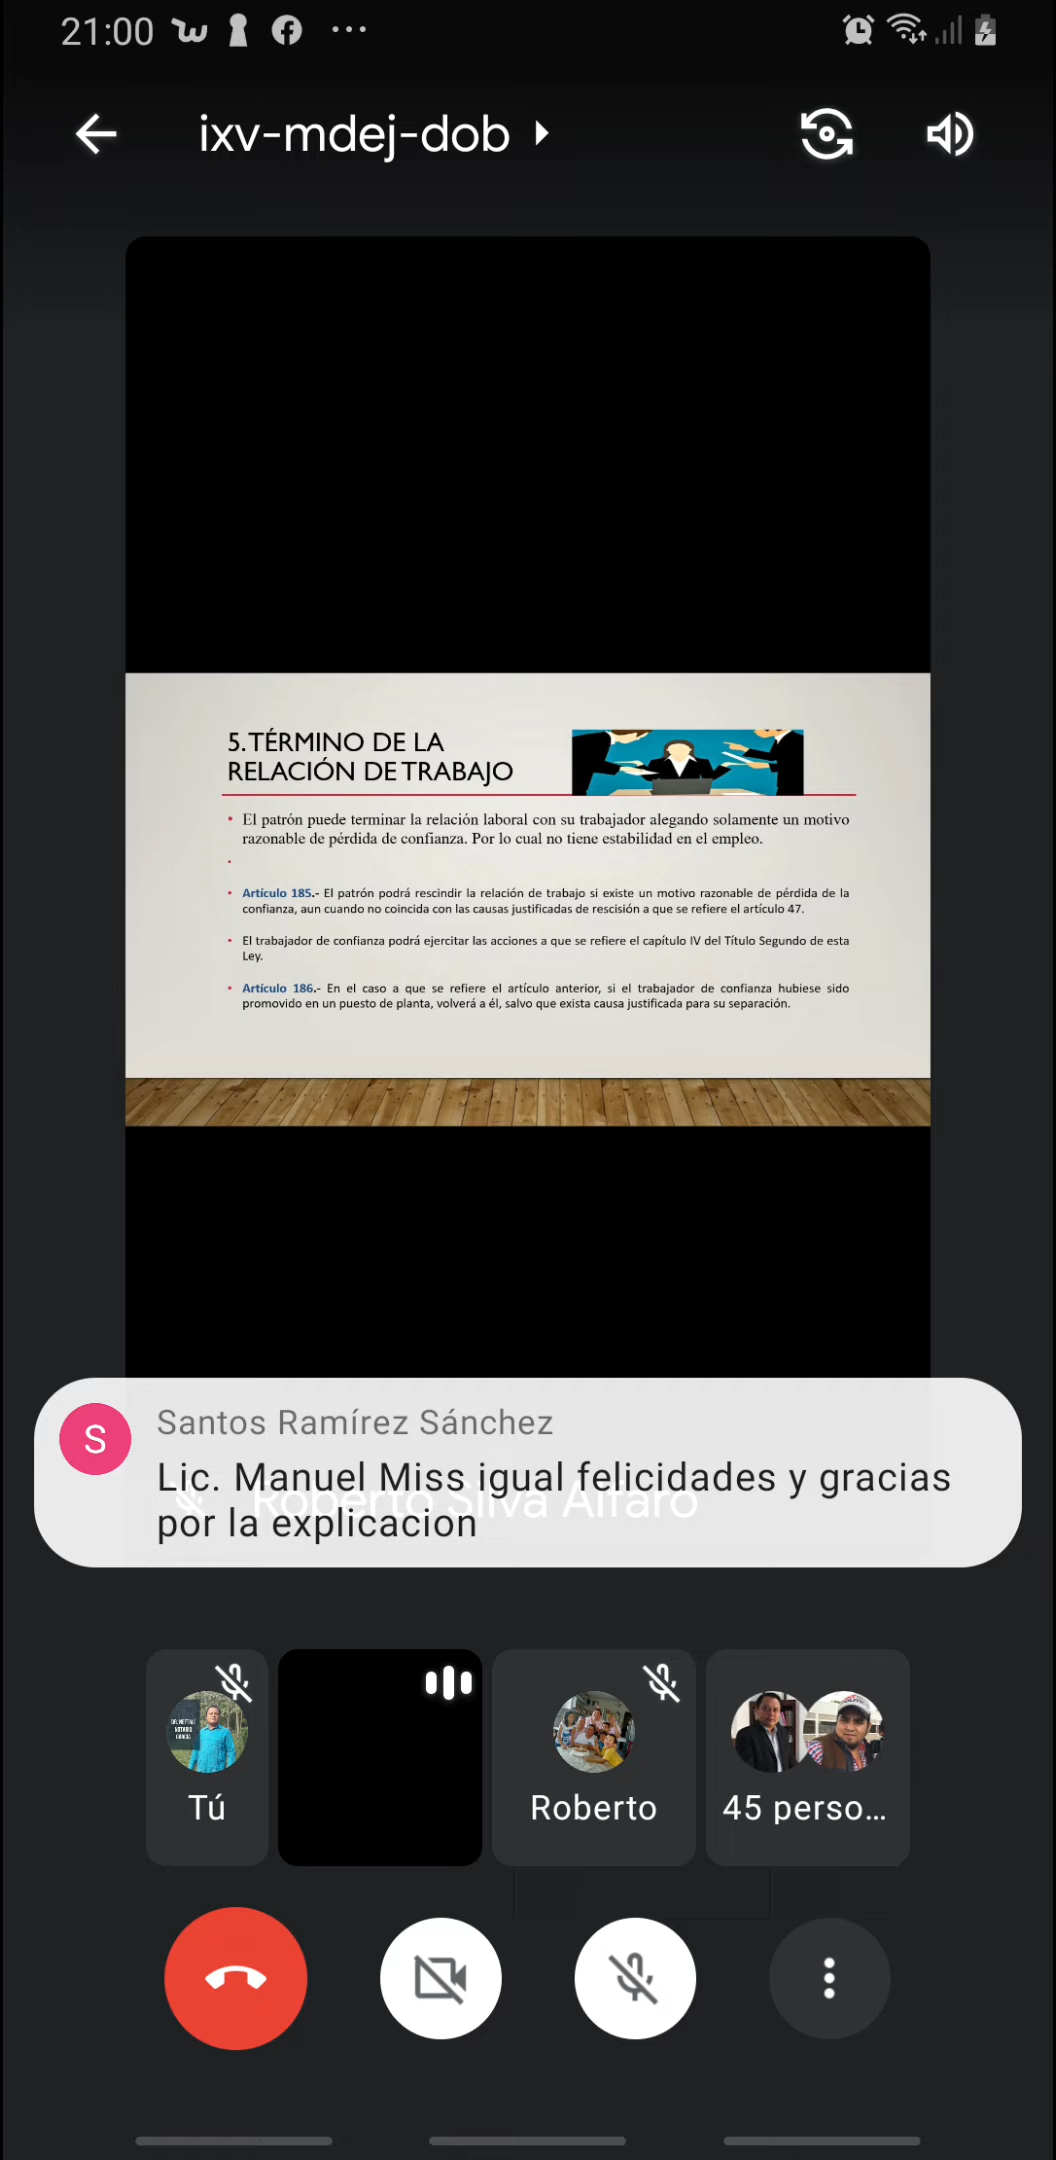 21:00
ixv-mdej-dob
5. TÉRMINO DE LA
RELACIÓN DE TRABAJO
• El patrón puede terminar la relación laboral con su trabajador alegando solamente un motivo
razonable de pérdida de confianza. Por lo cual no tiene estabilidad en el empleo.
•
• Artículo 185.- El patrón podrá rescindir la relación de trabajo si existe un motivo razonable de pérdida de la
confianza, aun cuando no coincida con las causas justificadas de rescisión a que se refiere el artículo 47.
• El trabajador de confianza podrá ejercitar las acciones a que se refiere el capítulo IV del Título Segundo de esta
Ley.
• Artículo 186.- En el caso a que se refiere el artículo anterior, si el trabajador de confianza hubiese sido
promovido en un puesto de planta, volverá a él, salvo que exista causa justificada para su separación.
S
Santos Ramírez Sánchez
Lic. Manuel Miss igual felicidades y gracias
por la explicacion
Roberto Silva Alfaro
Tú
Roberto
45 perso...